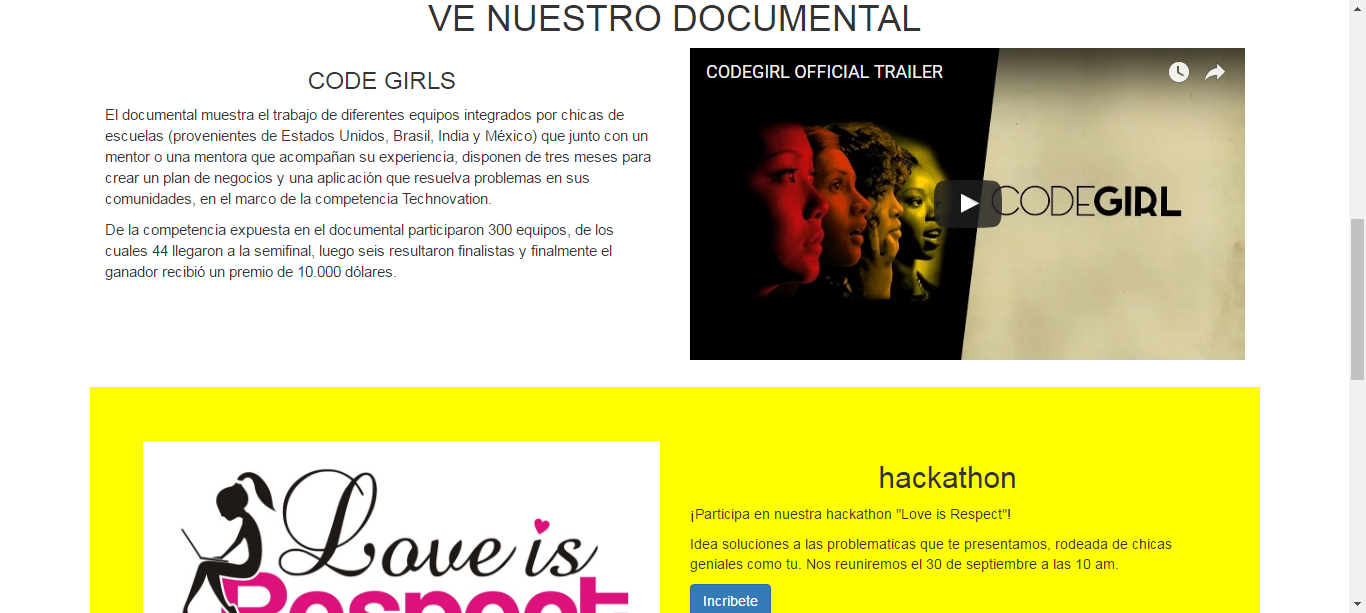 VE NUESTRO DOCUMENTAL
CODE GIRLS
El documental muestra el trabajo de diferentes equipos integrados por chicas de
escuelas (provenientes de Estados Unidos, Brasil, India y México) que junto con un
mentor o una mentora que acompañan su experiencia, disponen de tres meses para
crear un plan de negocios y una aplicación que resuelva problemas en sus
comunidades, en el marco de la competencia Technovation.
De la competencia expuesta en el documental participaron 300 equipos, de los
cuales 44 llegaron a la semifinal, luego seis resultaron finalistas y finalmente el
ganador recibió un premio de 10.000 dólares.
CODEGIRL OFFICIAL TRAILER
CODEGIRL
Love is
Respect
hackathon
¡Participa en nuestra hackathon "Love is Respect"!
Idea soluciones a las problematicas que te presentamos, rodeada de chicas
geniales como tu. Nos reuniremos el 30 de septiembre a las 10 am.
Incribete